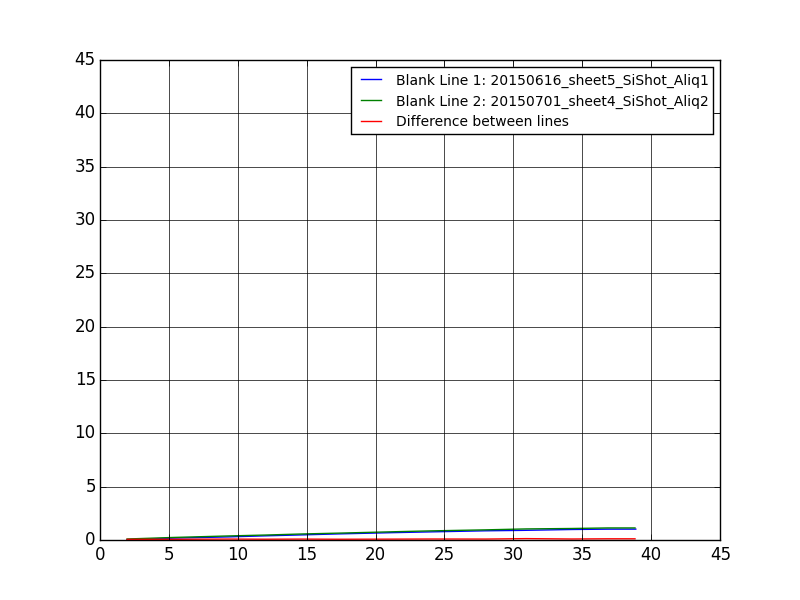 45
40
35
30
25
20
15
10
5
0
Blank Line 1: 20150616_sheet5_SiShot_Aliq1
Blank Line 2: 20150701_sheet4_SiShot_Aliq2
Difference between lines
0 5 10 15 20 25 30 35 40 45